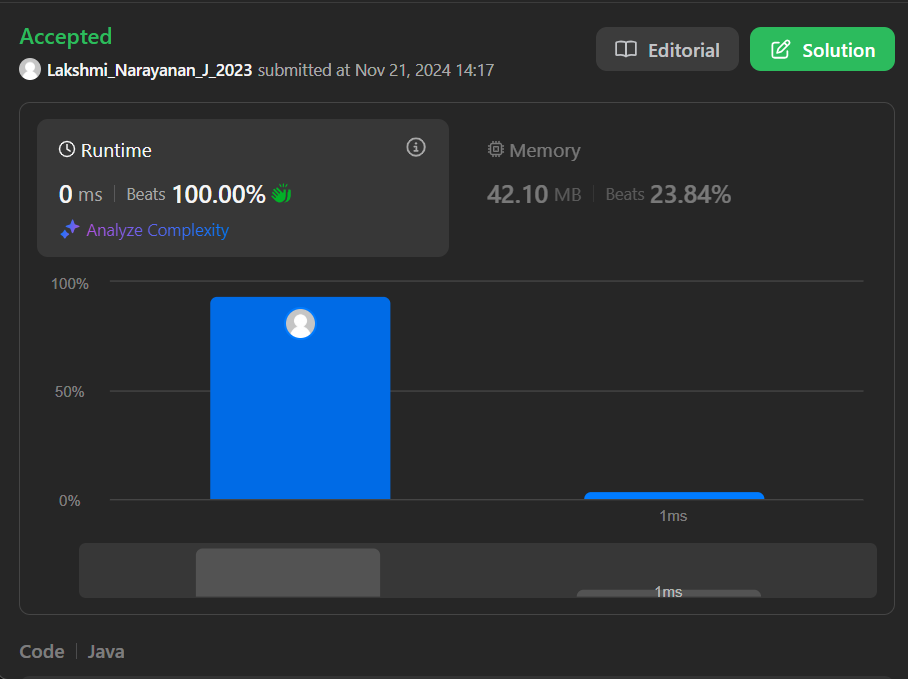 Accepted
Editorial
Solution
Lakshmi_Narayanan_J_2023 submitted at Nov 21, 2024 14:17
Runtime
0 ms | Beats 100.00%
Analyze Complexity
Memory
42.10 MB | Beats 23.84%
100%
50%
0%
1ms
1ms
Code | Java